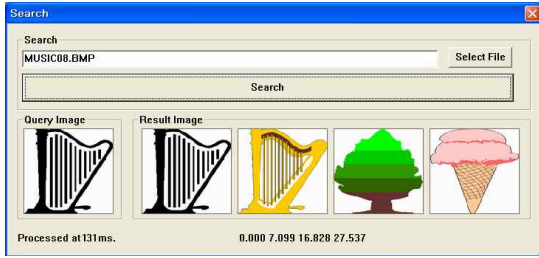 Search
Search
MUSIC08.BMP
Select File
Search
Query Image
Result Image
Processed at 131ms.
0.000 7.099 16.828 27.537